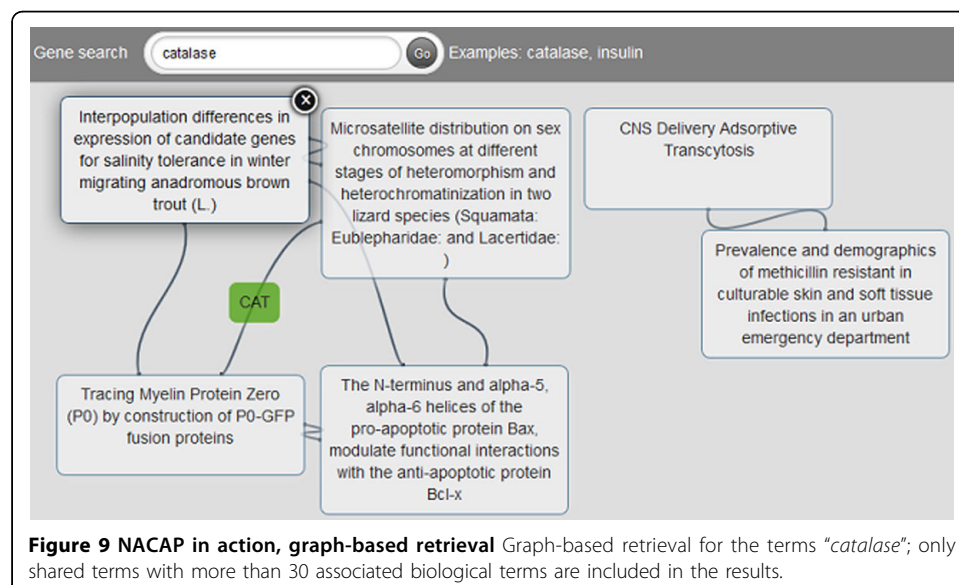 Gene search
catalase
Go
Examples: catalase, insulin
X
Interpopulation differences in
expression of candidate genes
for salinity tolerance in winter
migrating anadromous brown
trout (L.)
Microsatellite distribution on sex
chromosomes at different
stages of heteromorphism and
heterochromatinization in two
lizard species (Squamata:
Eublepharidae: and Lacertidae:
)
CNS Delivery Adsorptive
Transcytosis
Prevalence and demographics
of methicillin resistant in
culturable skin and soft tissue
infections in an urban
emergency department
CAT
Tracing Myelin Protein Zero
(P0) by construction of P0-GFP
fusion proteins
The N-terminus and alpha-5,
alpha-6 helices of the
pro-apoptotic protein Bax,
modulate functional interactions
with the anti-apoptotic protein
Bcl-x
Figure 9 NACAP in action, graph-based retrieval Graph-based retrieval for the terms "catalase"; only
shared terms with more than 30 associated biological terms are included in the results.